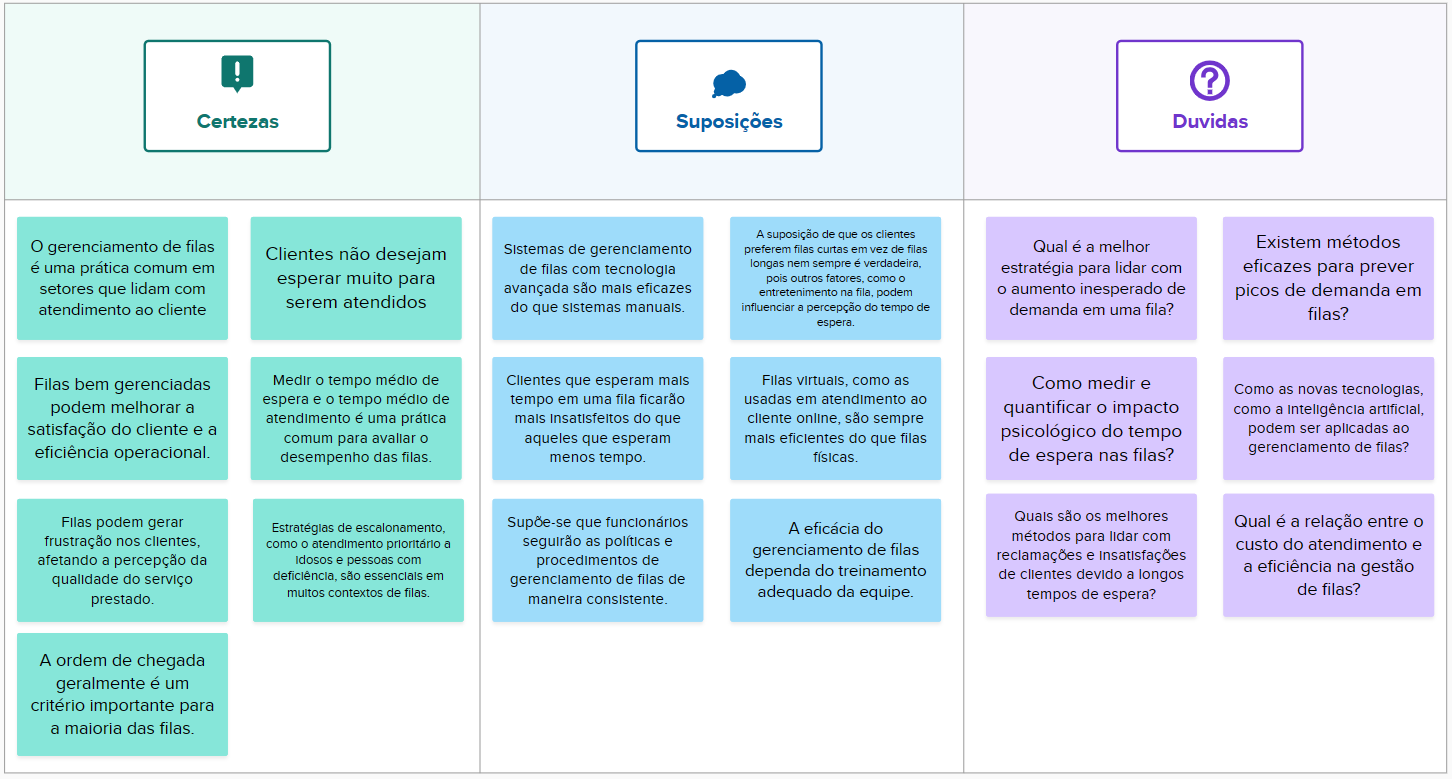 Certezas
Suposições
Duvidas
O gerenciamento de filas
é uma prática comum em
setores que lidam com
atendimento ao cliente
Clientes não desejam
esperar muito para
serem atendidos
Filas bem gerenciadas
podem melhorar a
satisfação do cliente e a
eficiência operacional.
Medir o tempo médio de
espera e o tempo médio de
atendimento é uma prática
comum para avaliar o
desempenho das filas.
Filas podem gerar
frustração nos clientes,
afetando a percepção da
qualidade do serviço
prestado.
Estratégias de escalonamento,
como o atendimento prioritário a
idosos e pessoas com
deficiência, são essenciais em
muitos contextos de filas.
A ordem de chegada
geralmente é um
critério importante para
a maioria das filas.
Sistemas de gerenciamento
de filas com tecnologia
avançada são mais eficazes
do que sistemas manuais.
A suposição de que os clientes
preferem filas curtas em vez de filas
longas nem sempre é verdadeira,
pois outros fatores, como o
entretenimento na fila, podem
influenciar a percepção do tempo de
espera.
Clientes que esperam mais
tempo em uma fila ficarão
mais insatisfeitos do que
aqueles que esperam
menos tempo.
Filas virtuais, como as
usadas em atendimento ao
cliente online, são sempre
mais eficientes do que filas
físicas.
Supõe-se que funcionários
seguirão as políticas e
procedimentos de
gerenciamento de filas de
maneira consistente.
A eficácia do
gerenciamento de filas
dependa do treinamento
adequado da equipe.
Qual é a melhor
estratégia para lidar com
o aumento inesperado de
demanda em uma fila?
Existem métodos
eficazes para prever
picos de demanda em
filas?
Como medir e
quantificar o impacto
psicológico do tempo
de espera nas filas?
Como as novas tecnologias,
como a inteligência artificial,
podem ser aplicadas ao
gerenciamento de filas?
Quais são os melhores
métodos para lidar com
reclamações e insatisfações
de clientes devido a longos
tempos de espera?
Qual é a relação entre o
custo do atendimento e
a eficiência na gestão
de filas?